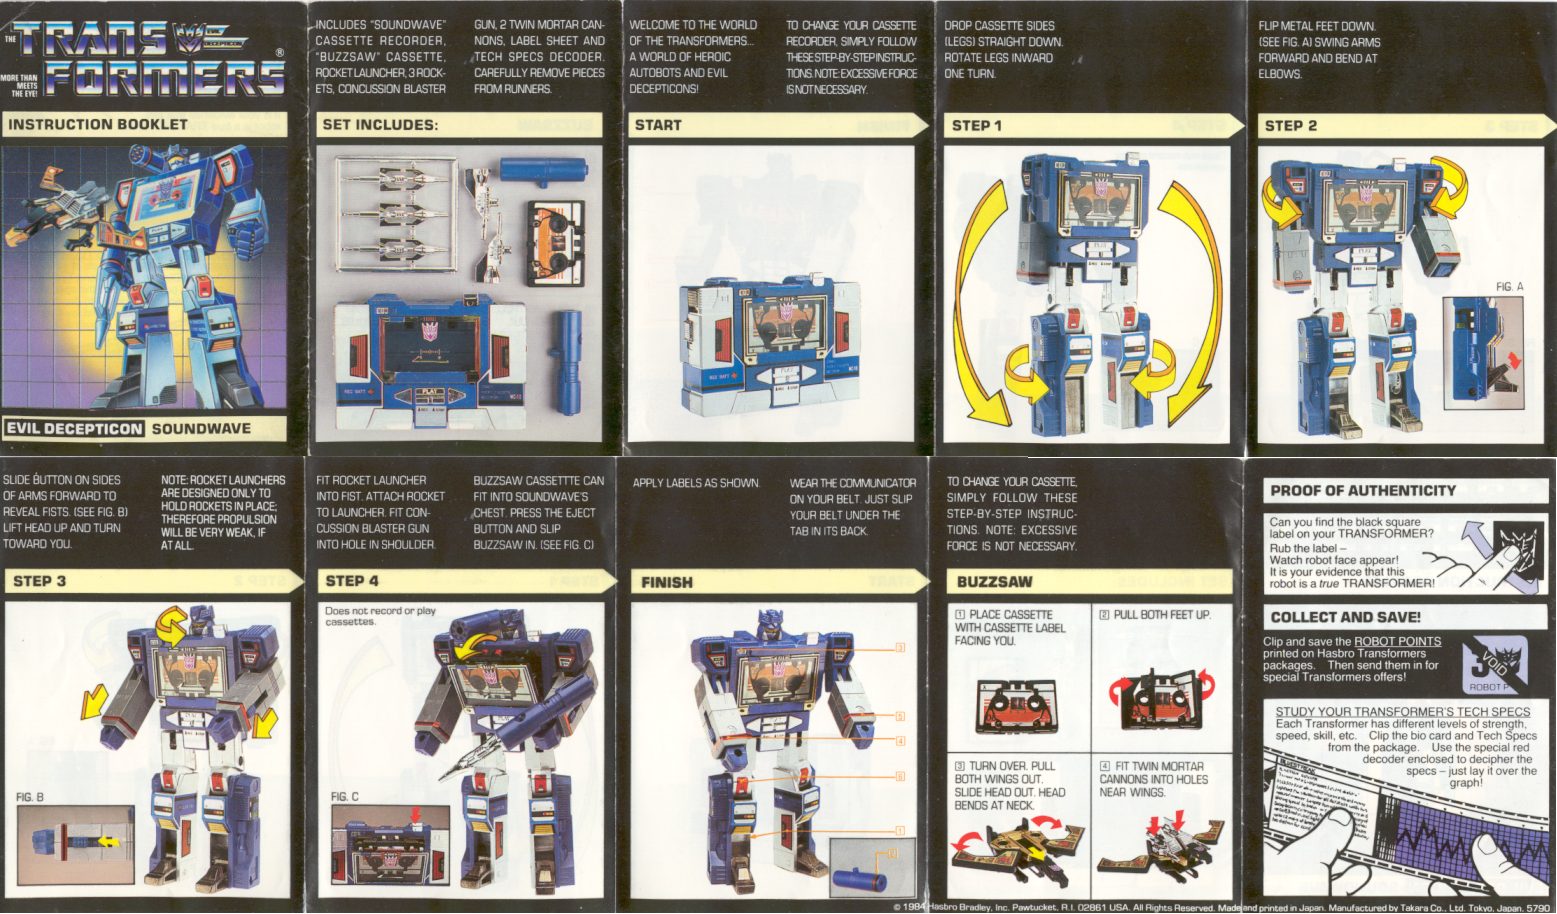 THE
TRANSFORMERS
®
MORE THAN
MEETS
THE EYE!
INSTRUCTION BOOKLET
EVIL DECEPTICON SOUNDWAVE
INCLUDES "SOUNDWAVE"
CASSETTE RECORDER,
"BUZZSAW" CASSETTE,
ROCKET LAUNCHER, 3 ROCK-
ETS, CONCUSSION BLASTER
GUN, 2 TWIN MORTAR CAN-
NONS, LABEL SHEET AND
TECH SPECS DECODER.
CAREFULLY REMOVE PIECES
FROM RUNNERS.
SET INCLUDES:
PLAY
WELCOME TO THE WORLD
OF THE TRANSFORMERS...
A WORLD OF HEROIC
AUTOBOTS AND EVIL
DECEPTICONS!
TO CHANGE YOUR CASSETTE
RECORDER, SIMPLY FOLLOW
THESE STEP-BY-STEP INSTRUC-
TIONS. NOTE: EXCESSIVE FORCE
IS NOT NECESSARY.
START
PLAY
DROP CASSETTE SIDES
(LEGS) STRAIGHT DOWN.
ROTATE LEGS INWARD
ONE TURN.
STEP 1
PLAY
FLIP METAL FEET DOWN.
(SEE FIG. A) SWING ARMS
FORWARD AND BEND AT
ELBOWS.
STEP 2
FIG. A
SLIDE BUTTON ON SIDES
OF ARMS FORWARD TO
REVEAL FISTS. (SEE FIG. B)
LIFT HEAD UP AND TURN
TOWARD YOU.
NOTE: ROCKET LAUNCHERS
ARE DESIGNED ONLY TO
HOLD ROCKETS IN PLACE;
THEREFORE PROPULSION
WILL BE VERY WEAK, IF
AT ALL.
STEP 3
FIG. B
FIT ROCKET LAUNCHER
INTO FIST. ATTACH ROCKET
TO LAUNCHER. FIT CON-
CUSSION BLASTER GUN
INTO HOLE IN SHOULDER.
BUZZSAW CASSETTTE CAN
FIT INTO SOUNDWAVE'S
CHEST. PRESS THE EJECT
BUTTON AND SLIP
BUZZSAW IN. (SEE FIG. C)
STEP 4
Does not record or play
cassettes.
FIG. C
APPLY LABELS AS SHOWN.
WEAR THE COMMUNICATOR
ON YOUR BELT. JUST SLIP
YOUR BELT UNDER THE
TAB IN ITS BACK.
FINISH
3
5
4
6
1
2
TO CHANGE YOUR CASSETTE,
SIMPLY FOLLOW THESE
STEP-BY-STEP INSTRUC-
TIONS. NOTE: EXCESSIVE
FORCE IS NOT NECESSARY.
BUZZSAW
1 PLACE CASSETTE
WITH CASSETTE LABEL
FACING YOU.
2 PULL BOTH FEET UP.
3 TURN OVER. PULL
BOTH WINGS OUT.
SLIDE HEAD OUT. HEAD
BENDS AT NECK.
4 FIT TWIN MORTAR
CANNONS INTO HOLES
NEAR WINGS.
PROOF OF AUTHENTICITY
Can you find the black square
label on your TRANSFORMER?
Rub the label –
Watch robot face appear!
It is your evidence that this
robot is a true TRANSFORMER!
COLLECT AND SAVE!
Clip and save the ROBOT POINTS
printed on Hasbro Transformers
packages. Then send them in for
special Transformers offers!
VOID
ROBOT P
STUDY YOUR TRANSFORMER'S TECH SPECS
Each Transformer has different levels of strength,
speed, skill, etc. Clip the bio card and Tech Specs
from the package. Use the special red
decoder enclosed to decipher the
specs – just lay it over the
graph!
© 1984 Hasbro Bradley, Inc. Pawtucket, R.I. 02861 USA. All Rights Reserved. Made and printed in Japan. Manufactured by Takara Co., Ltd. Tokyo, Japan. 5790